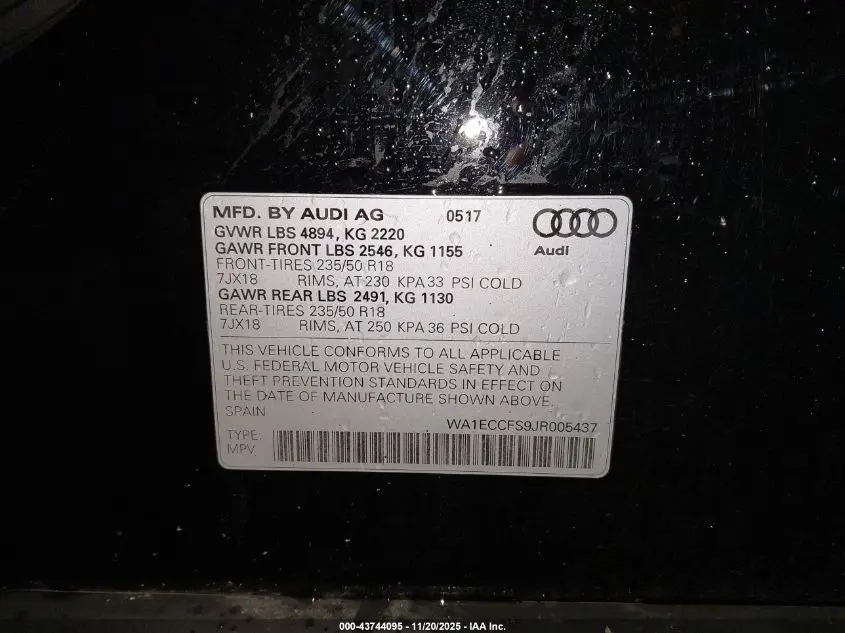 MFD. BY AUDI AG 0517
GVWR LBS 4894, KG 2220
GAWR FRONT LBS 2546, KG 1155
Audi
FRONT-TIRES 235/50 R18
7JX18 RIMS, AT 230 KPA 33 PSI COLD
GAWR REAR LBS 2491, KG 1130
REAR-TIRES 235/50 R18
7JX18 RIMS, AT 250 KPA 36 PSI COLD
THIS VEHICLE CONFORMS TO ALL APPLICABLE
U.S. FEDERAL MOTOR VEHICLE SAFETY AND
THEFT PREVENTION STANDARDS IN EFFECT ON
THE DATE OF MANUFACTURE SHOWN ABOVE.
SPAIN
WA1ECCFS9JR005437
TYPE:
MPV
000-43744095 - 11/20/2025 - IAA Inc.